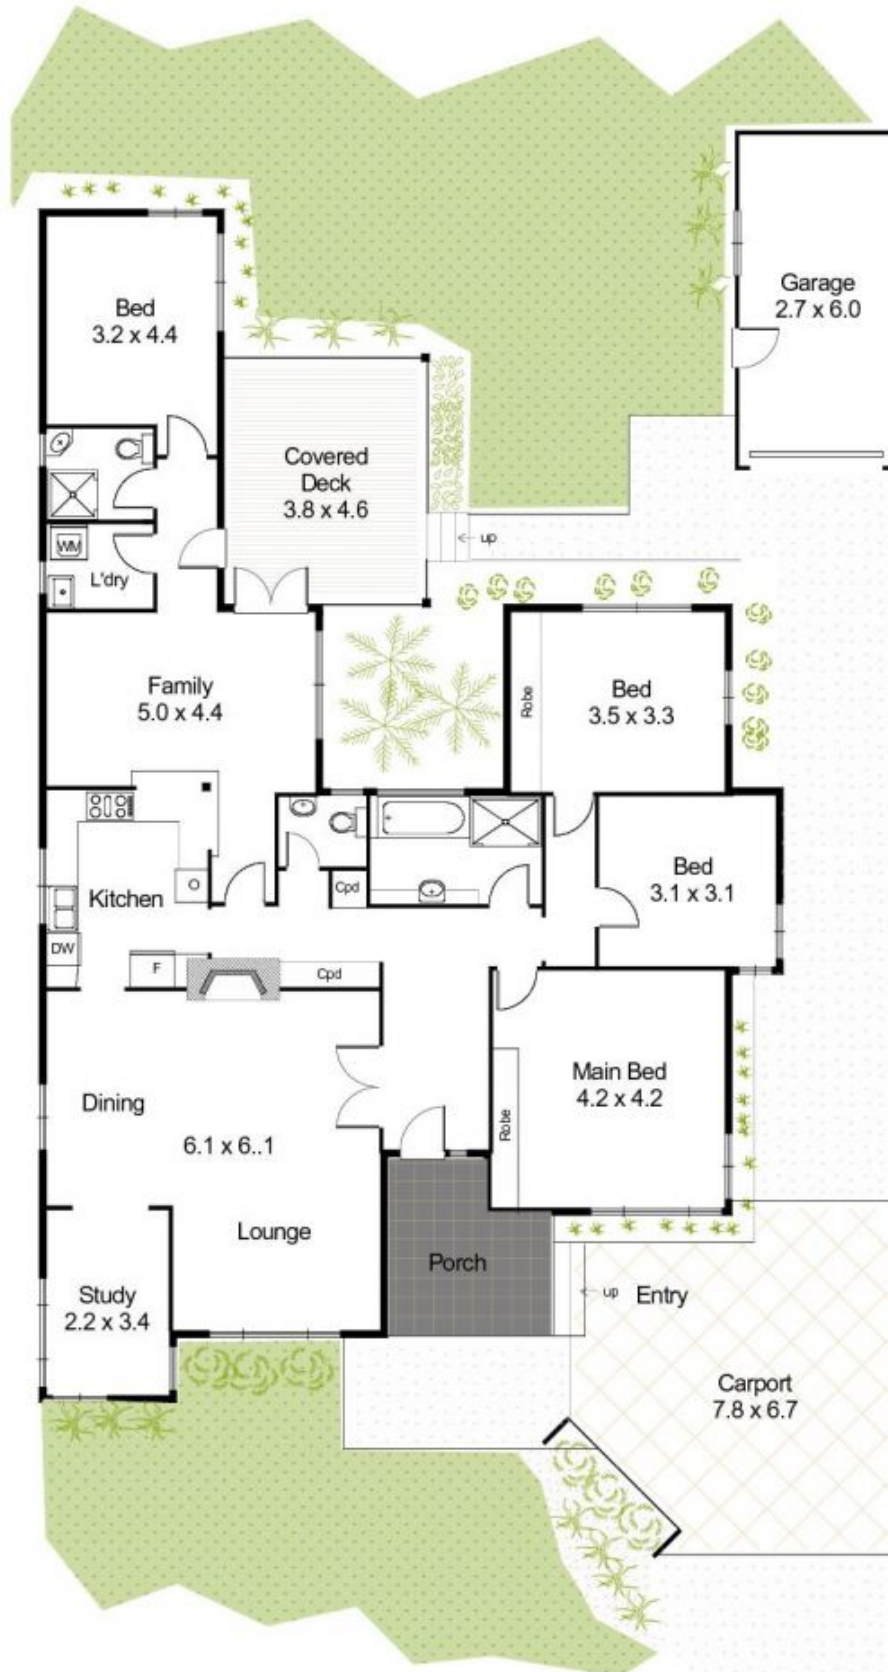 Garage
2.7 x 6.0
Bed
3.2 x 4.4
Covered
Deck
3.8 x 4.6
up
WM
L'dry
Family
5.0 x 4.4
Robe
Bed
3.5 x 3.3
Kitchen
Cpd
Bed
3.1 x 3.1
DW
F
Cpd
Main Bed
4.2 x 4.2
Dining
Robe
6.1 x 6..1
Lounge
Porch
Study
2.2 x 3.4
up
Entry
Carport
7.8 x 6.7